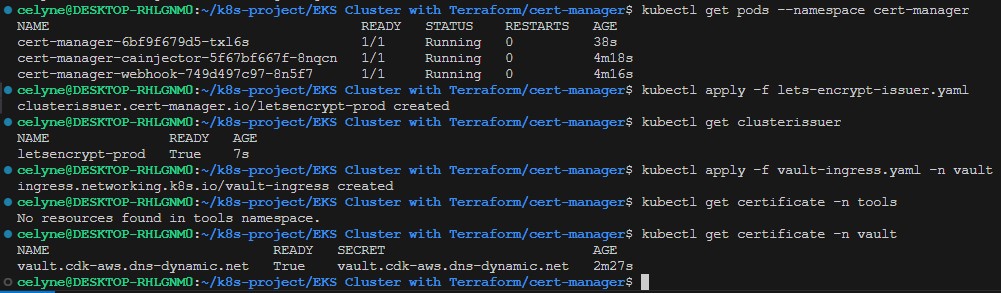 celyne@DESKTOP-RHLGNM0:~/k8s-project/EKS Cluster with Terraform/cert-manager$ kubectl get pods --namespace cert-manager
NAME READY STATUS RESTARTS AGE
cert-manager-6bf9f679d5-txl6s 1/1 Running 0 38s
cert-manager-cainjector-5f67bf667f-8nqcn 1/1 Running 0 4m18s
cert-manager-webhook-749d497c97-8n5f7 1/1 Running 0 4m16s
celyne@DESKTOP-RHLGNM0:~/k8s-project/EKS Cluster with Terraform/cert-manager$ kubectl apply -f lets-encrypt-issuer.yaml
clusterissuer.cert-manager.io/letsencrypt-prod created
celyne@DESKTOP-RHLGNM0:~/k8s-project/EKS Cluster with Terraform/cert-manager$ kubectl get clusterissuer
NAME READY AGE
letsencrypt-prod True 7s
celyne@DESKTOP-RHLGNM0:~/k8s-project/EKS Cluster with Terraform/cert-manager$ kubectl apply -f vault-ingress.yaml -n vault
ingress.networking.k8s.io/vault-ingress created
celyne@DESKTOP-RHLGNM0:~/k8s-project/EKS Cluster with Terraform/cert-manager$ kubectl get certificate -n tools
No resources found in tools namespace.
celyne@DESKTOP-RHLGNM0:~/k8s-project/EKS Cluster with Terraform/cert-manager$ kubectl get certificate -n vault
NAME READY SECRET AGE
vault.cdk-aws.dns-dynamic.net True vault.cdk-aws.dns-dynamic.net 2m27s
celyne@DESKTOP-RHLGNM0:~/k8s-project/EKS Cluster with Terraform/cert-manager$